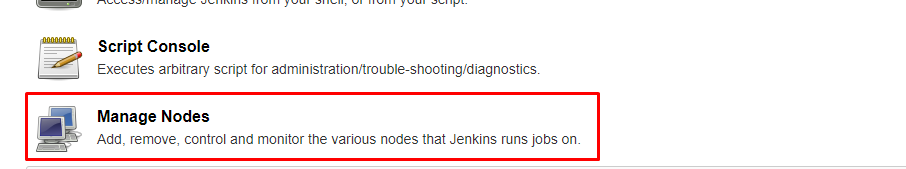 Access/manage Jenkins from your shell, or from your script.
Script Console
Executes arbitrary script for administration/trouble-shooting/diagnostics.
Manage Nodes
Add, remove, control and monitor the various nodes that Jenkins runs jobs on.